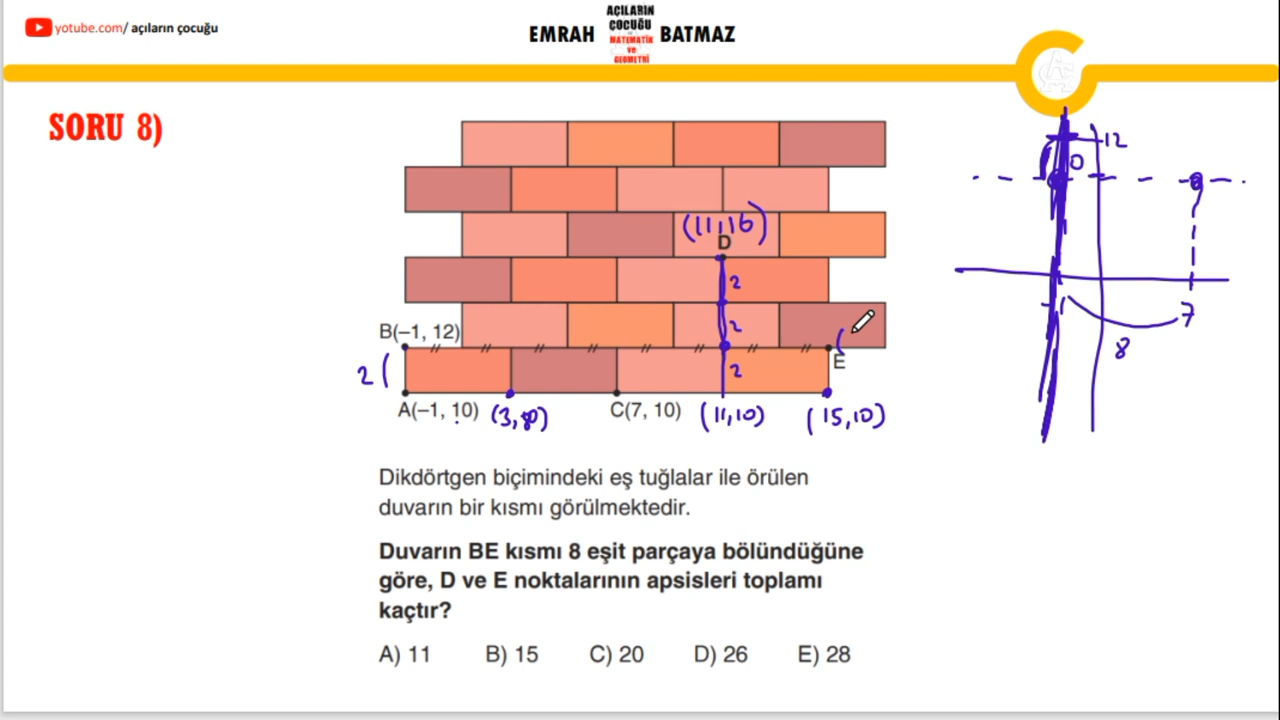 yotube.com/ açıların çocuğu
EMRAH
AÇILARIN
ÇOCUĞU
MATEMATİK
ve
GEOMETRİ
BATMAZ
SORU 8)
12
0
(11,16)
D
2
B(−1, 12)
2
E
2
2
A(−1, 10)
(3,80)
C(7, 10)
(11,10)
(15,10)
-1
7
8
Dikdörtgen biçimindeki eş tuğlalar ile örülen
duvarın bir kısmı görülmektedir.
Duvarın BE kısmı 8 eşit parçaya bölündüğüne
göre, D ve E noktalarının apsisleri toplamı
kaçtır?
A) 11 B) 15 C) 20 D) 26 E) 28